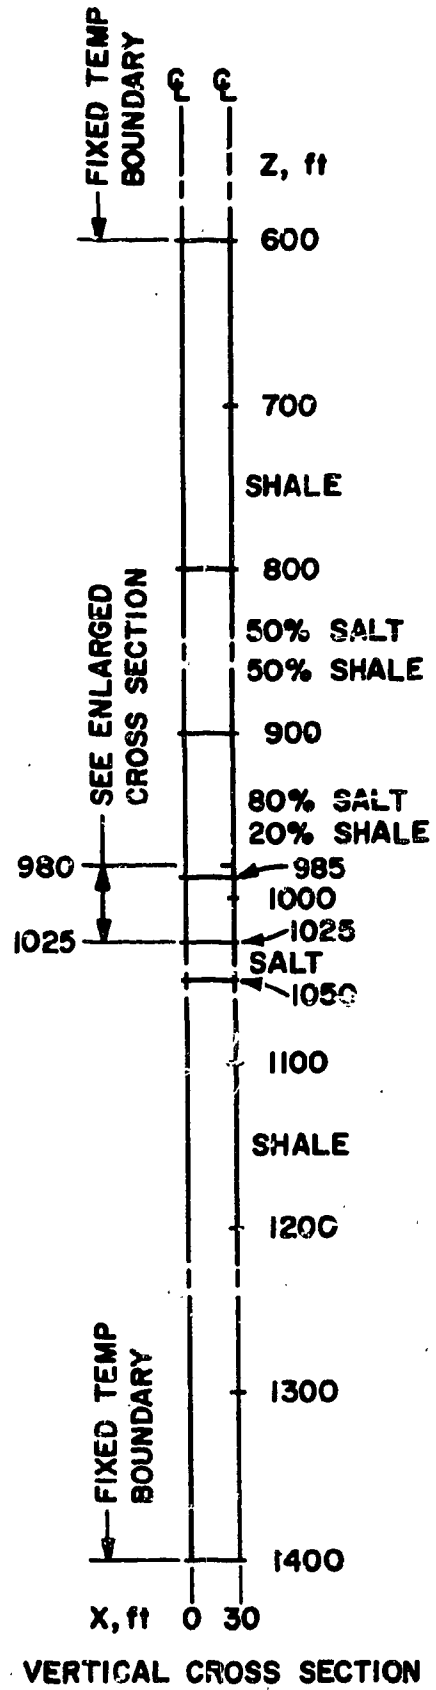 FIXED TEMP
BOUNDARY
℄ ℄
Z, ft
600
700
SHALE
800
50% SALT
50% SHALE
SEE ENLARGED
CROSS SECTION
900
80% SALT
20% SHALE
980
985
1000
1025
1025
SALT
1050
1100
SHALE
1200
1300
FIXED TEMP
BOUNDARY
1400
X, ft 0 30
VERTICAL CROSS SECTION